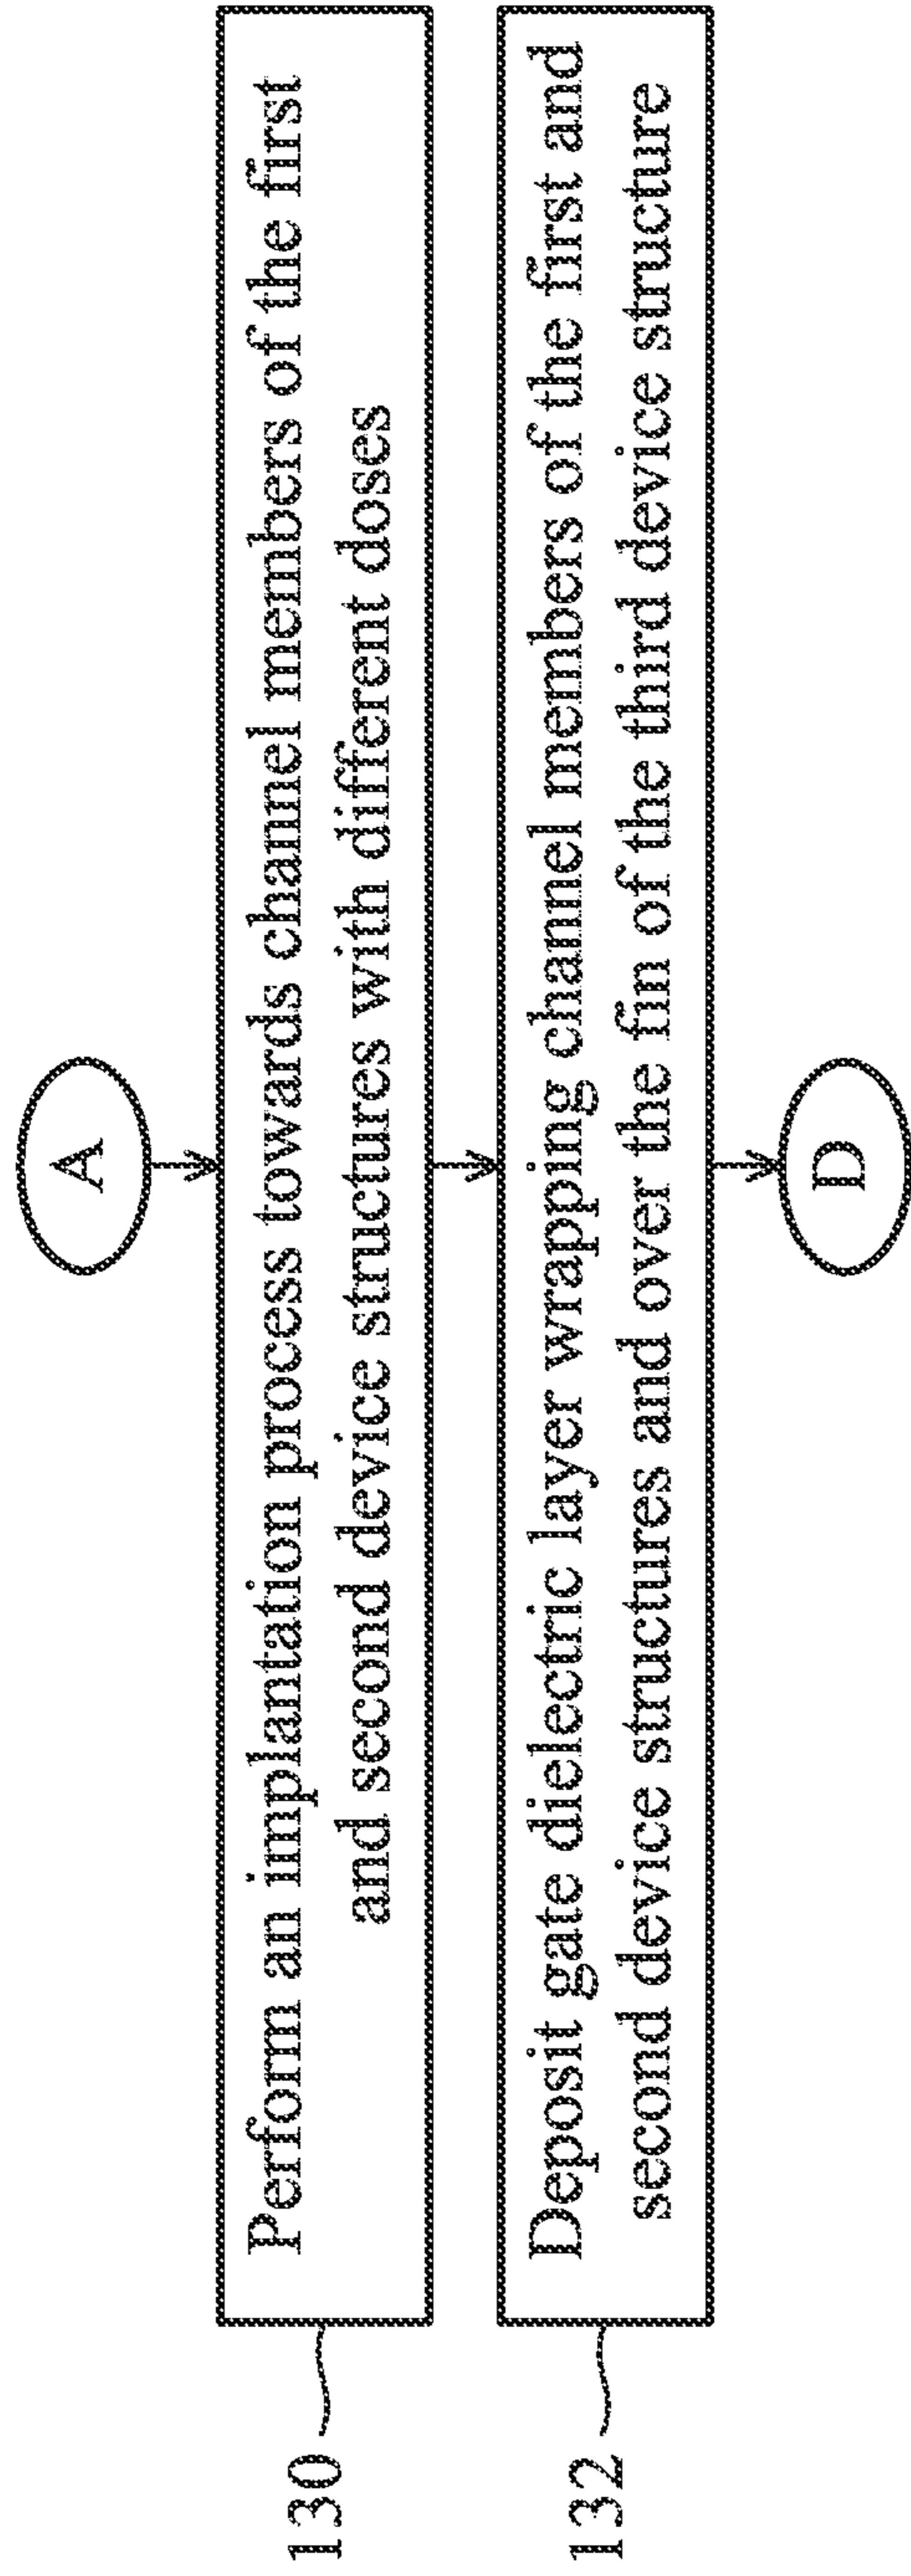 A
130
Perform an implantation process towards channel members of the first
and second device structures with different doses
132
Deposit gate dielectric layer wrapping channel members of the first and
second device structures and over the fin of the third device structure
D